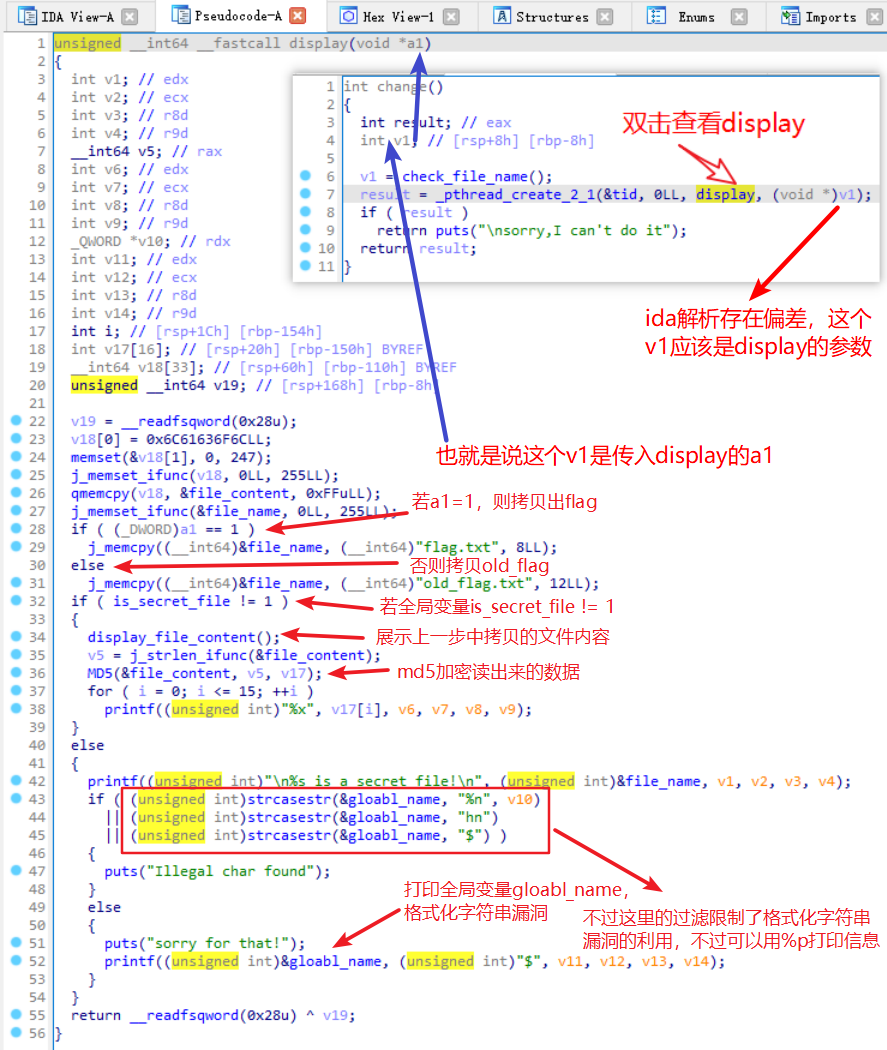 IDA View-A
Pseudocode-A
Hex View-1
Structures
Enums
Imports
1 unsigned __int64 __fastcall display(void *a1)
2 {
3 int v1; // edx
4 int v2; // ecx
5 int v3; // r8d
6 int v4; // r9d
7 __int64 v5; // rax
8 int v6; // edx
9 int v7; // ecx
10 int v8; // r8d
11 int v9; // r9d
12 _QWORD *v10; // rdx
13 int v11; // edx
14 int v12; // ecx
15 int v13; // r8d
16 int v14; // r9d
17 int i; // [rsp+1Ch] [rbp-154h]
18 int v17[16]; // [rsp+20h] [rbp-150h] BYREF
19 __int64 v18[33]; // [rsp+60h] [rbp-110h] BYREF
20 unsigned __int64 v19; // [rsp+168h] [rbp-8h]
21
22 v19 = __readfsqword(0x28u);
23 v18[0] = 0x6C61636F6CLL;
24 memset(&v18[1], 0, 247);
25 j_memset_ifunc(v18, 0LL, 255LL);
26 qmemcpy(v18, &file_content, 0xFFuLL);
27 j_memset_ifunc(&file_name, 0LL, 255LL);
28 if ( (_DWORD)a1 == 1 )
29 j_memcpy((__int64)&file_name, (__int64)"flag.txt", 8LL);
30 else
31 j_memcpy((__int64)&file_name, (__int64)"old_flag.txt", 12LL);
32 if ( is_secret_file != 1 )
33 {
34 display_file_content();
35 v5 = j_strlen_ifunc(&file_content);
36 MD5(&file_content, v5, v17);
37 for ( i = 0; i <= 15; ++i )
38 printf((unsigned int)"%x", v17[i], v6, v7, v8, v9);
39 }
40 else
41 {
42 printf((unsigned int)"\n%s is a secret file!\n", (unsigned int)&file_name, v1, v2, v3, v4);
43 if ( (unsigned int)strcasestr(&gloabl_name, "%n", v10)
44 || (unsigned int)strcasestr(&gloabl_name, "hn")
45 || (unsigned int)strcasestr(&gloabl_name, "$") )
46 {
47 puts("Illegal char found");
48 }
49 else
50 {
51 puts("sorry for that!");
52 printf((unsigned int)&gloabl_name, (unsigned int)"$", v11, v12, v13, v14);
53 }
54 }
55 return __readfsqword(0x28u) ^ v19;
56 }
1 int change()
2 {
3 int result; // eax
4 int v1; // [rsp+8h] [rbp-8h]
5
6 v1 = check_file_name();
7 result = _pthread_create_2_1(&tid, 0LL, display, (void *)v1);
8 if ( result )
9 return puts("\nsorry,I can't do it");
10 return result;
11 }
双击查看display
ida解析存在偏差，这个
v1应该是display的参数
也就是说这个v1是传入display的a1
若a1=1，则拷贝出flag
否则拷贝old_flag
若全局变量is_secret_file != 1
展示上一步中拷贝的文件内容
md5加密读出来的数据
打印全局变量gloabl_name，
格式化字符串漏洞
不过这里的过滤限制了格式化字符串
漏洞的利用，不过可以用%p打印信息